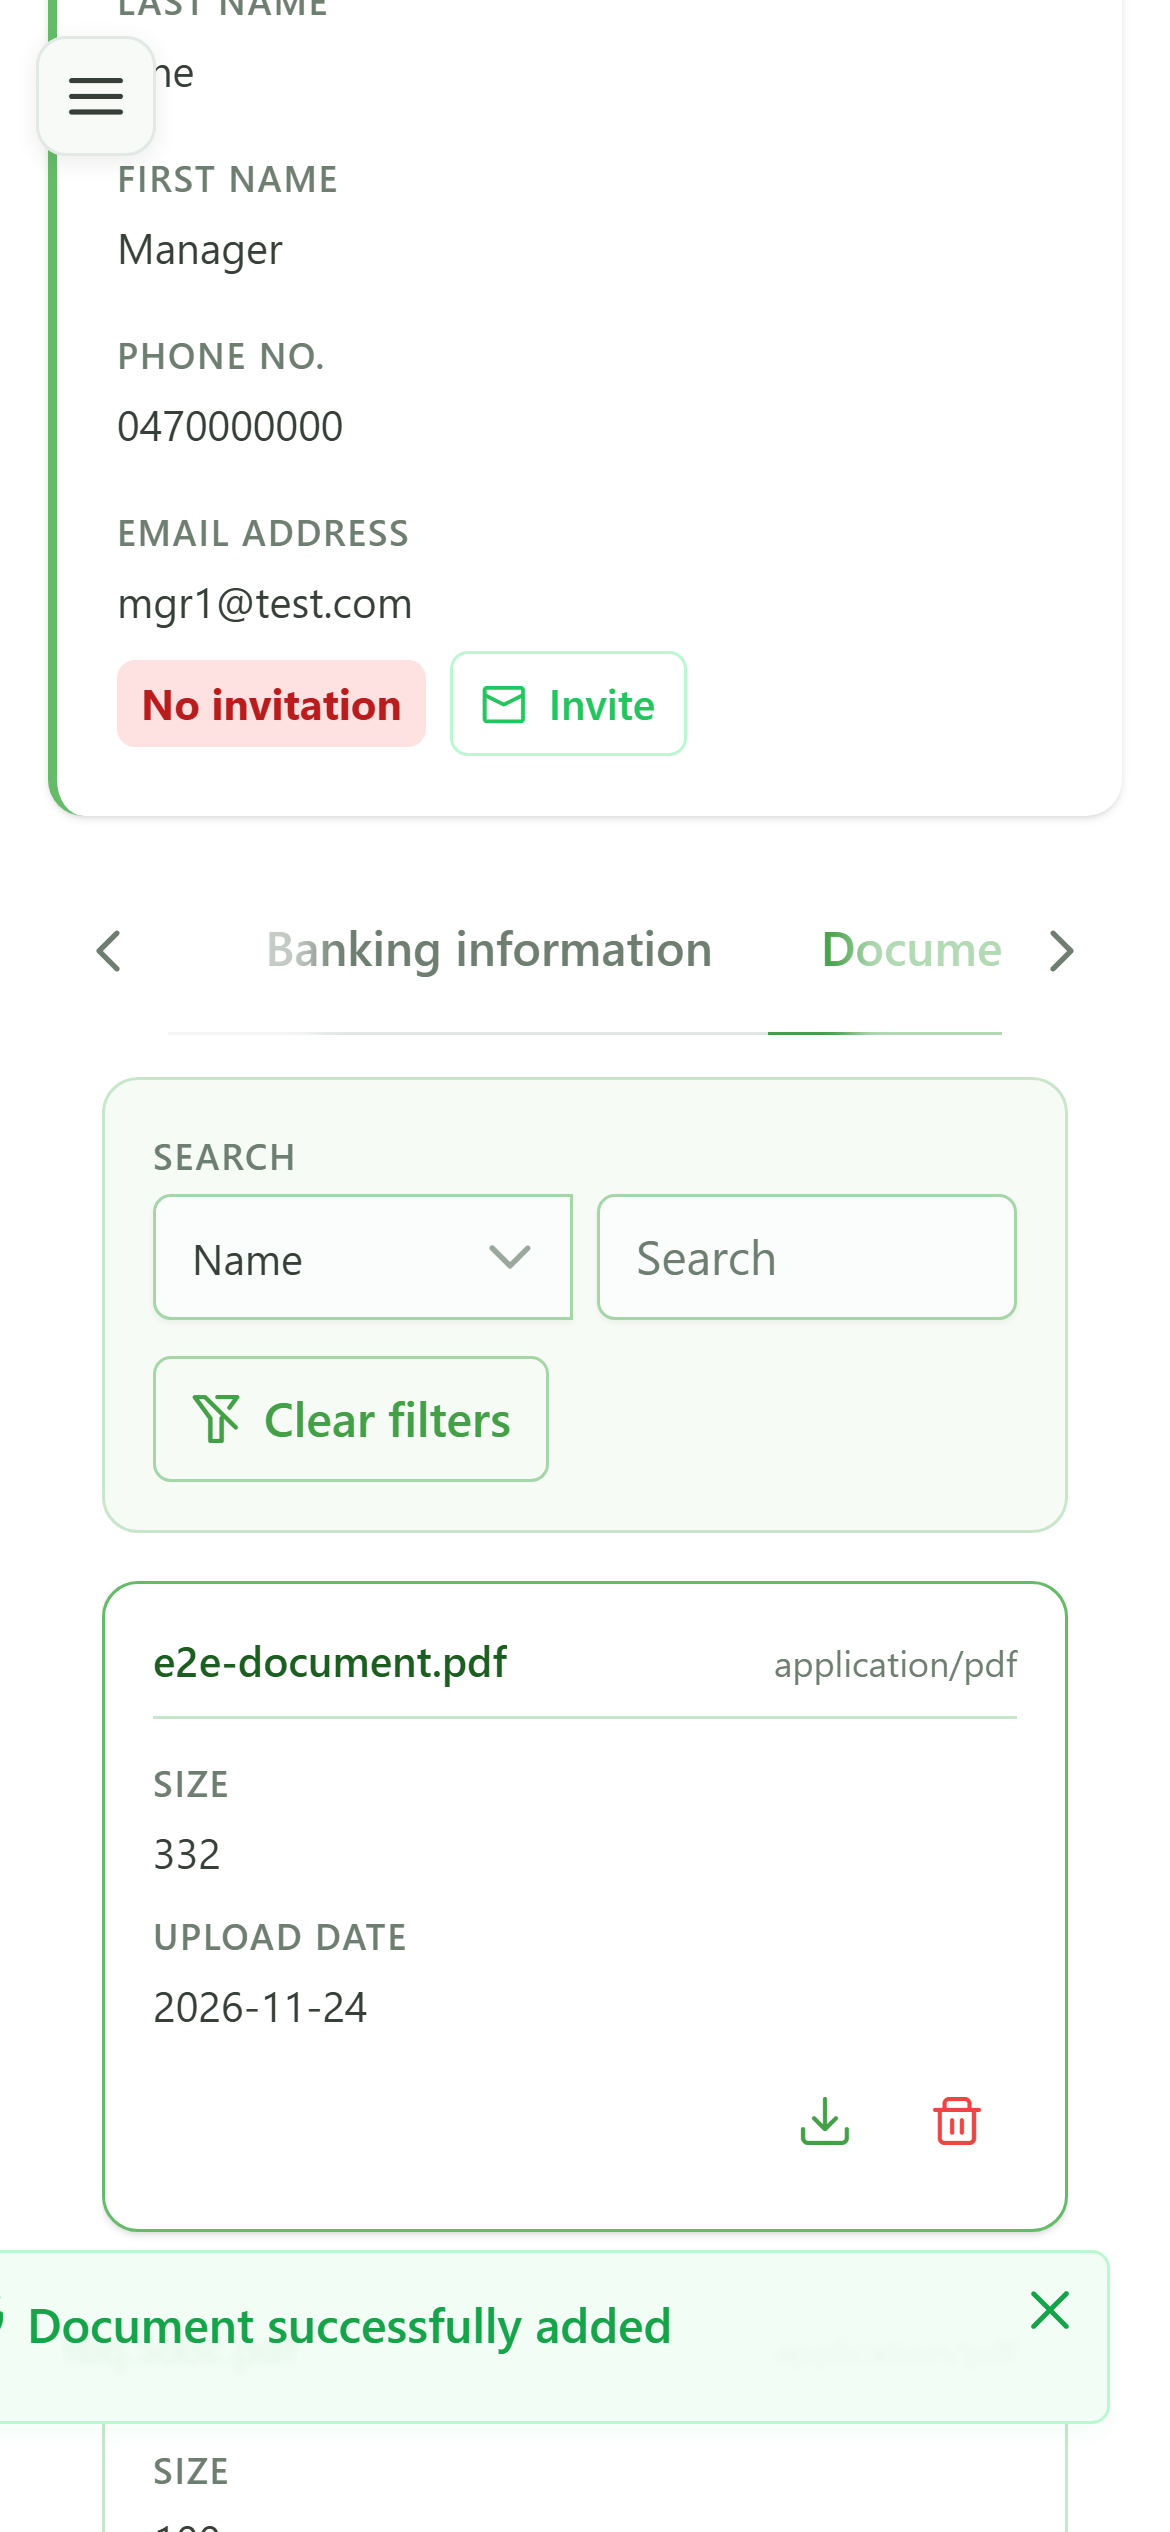 LAST NAME
FIRST NAME
Manager
PHONE NO.
0470000000
EMAIL ADDRESS
mgr1@test.com
No invitation
Invite
Banking information
Docume
SEARCH
Name
Search
Clear filters
e2e-document.pdf
application/pdf
SIZE
332
UPLOAD DATE
2026-11-24
Document successfully added
SIZE